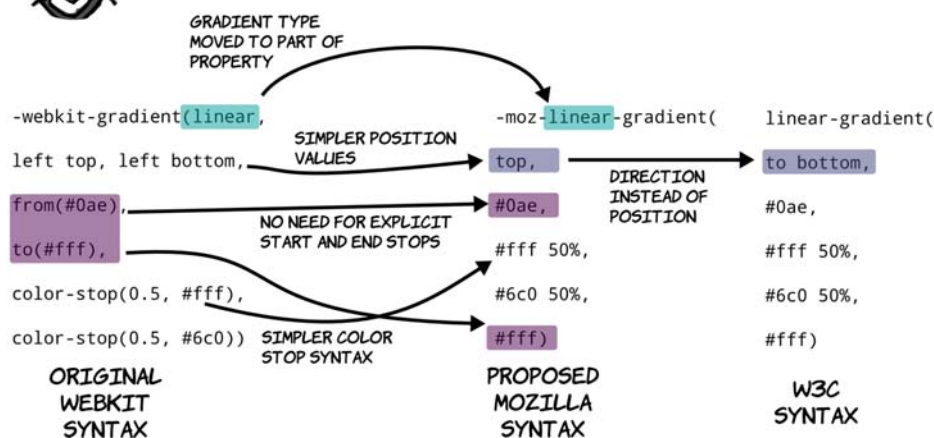 GRADIENT TYPE
MOVED TO PART OF
PROPERTY
-webkit-gradient(linear,
left top, left bottom,
from(#0ae),
to(#fff),
color-stop(0.5, #fff),
color-stop(0.5, #6c0))
ORIGINAL
WEBKIT
SYNTAX
SIMPLER POSITION
VALUES
NO NEED FOR EXPLICIT
START AND END STOPS
SIMPLER COLOR
STOP SYNTAX
-moz-linear-gradient(
top,
#0ae,
#fff 50%,
#6c0 50%,
#fff)
PROPOSED
MOZILLA
SYNTAX
DIRECTION
INSTEAD OF
POSITION
linear-gradient(
to bottom,
#0ae,
#fff 50%,
#6c0 50%,
#fff)
W3C
SYNTAX